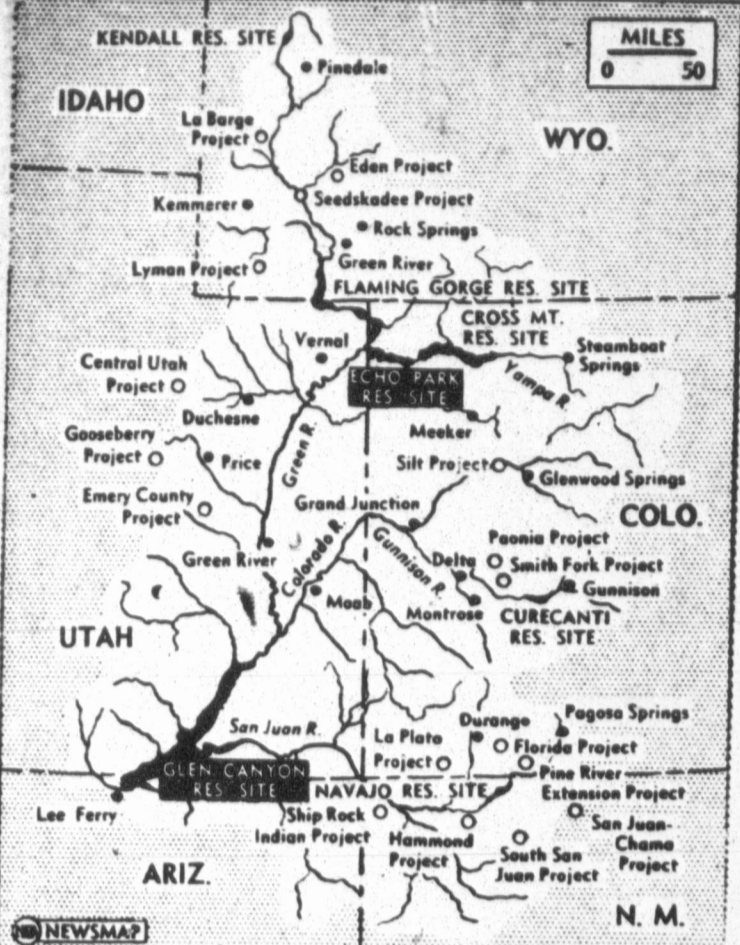 KENDALL RES. SITE
MILES
0 50
Pinedale
IDAHO
La Barge
Project
WYO.
Eden Project
Seedskadee Project
Kemmerer
Rock Springs
Green River
Lyman Project
FLAMING GORGE RES. SITE
CROSS MT.
RES. SITE
Vernal
Steamboat
Springs
Central Utah
Project
ECHO PARK
RES SITE
Yampa R.
Duchesne
Meeker
Gooseberry
Project
Price
Green R.
Silt Project
Glenwood Springs
Emery County
Project
Grand Junction
COLO.
Paonia Project
Green River
Colorado R.
Gunnison R.
Delta
Smith Fork Project
Gunnison
Moab
Montrose
CURECANTI
RES. SITE
UTAH
San Juan R.
La Plata
Project
Durango
Pagosa Springs
Florida Project
GLEN CANYON
RES SITE
NAVAJO RES. SITE
Pine River
Extension Project
Lee Ferry
Ship Rock
Indian Project
Hammond
Project
South San
Juan Project
San Juan-
Chama
Project
ARIZ.
N. M.
NEA NEWSMAP